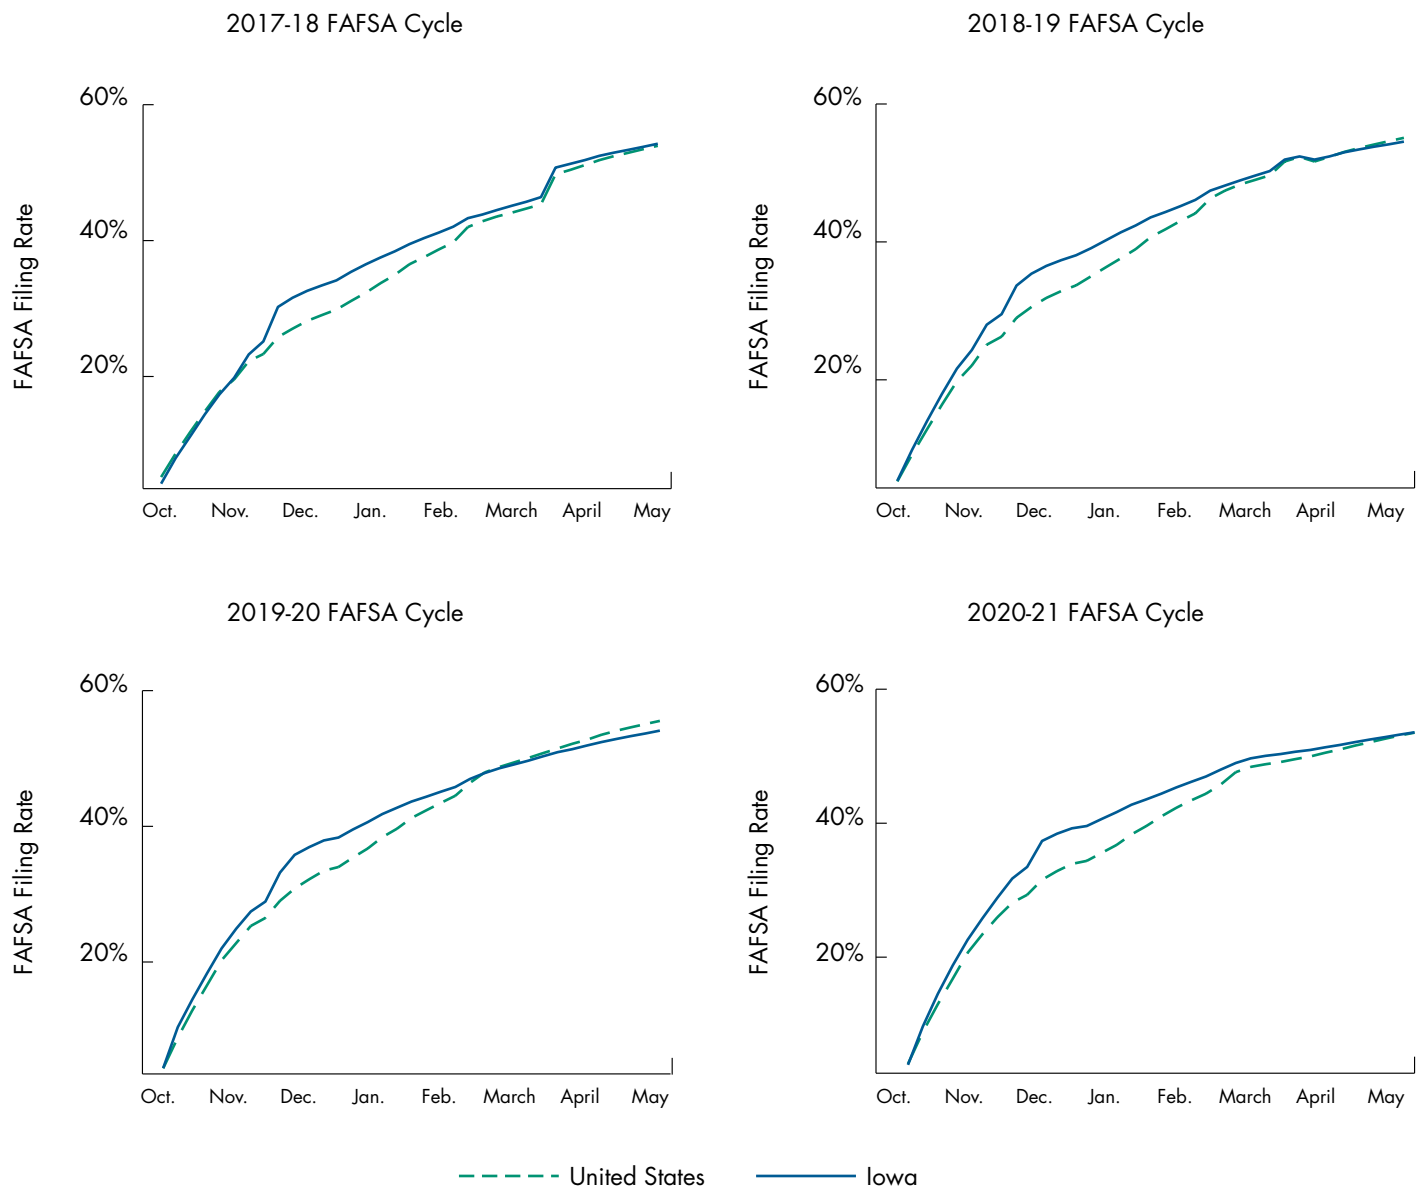 2017-18 FAFSA Cycle
60%
40%
20%
FAFSA Filing Rate
Oct. Nov. Dec. Jan. Feb. March April May
2018-19 FAFSA Cycle
60%
40%
20%
FAFSA Filing Rate
Oct. Nov. Dec. Jan. Feb. March April May
2019-20 FAFSA Cycle
60%
40%
20%
FAFSA Filing Rate
Oct. Nov. Dec. Jan. Feb. March April May
2020-21 FAFSA Cycle
60%
40%
20%
FAFSA Filing Rate
Oct. Nov. Dec. Jan. Feb. March April May
United States Iowa